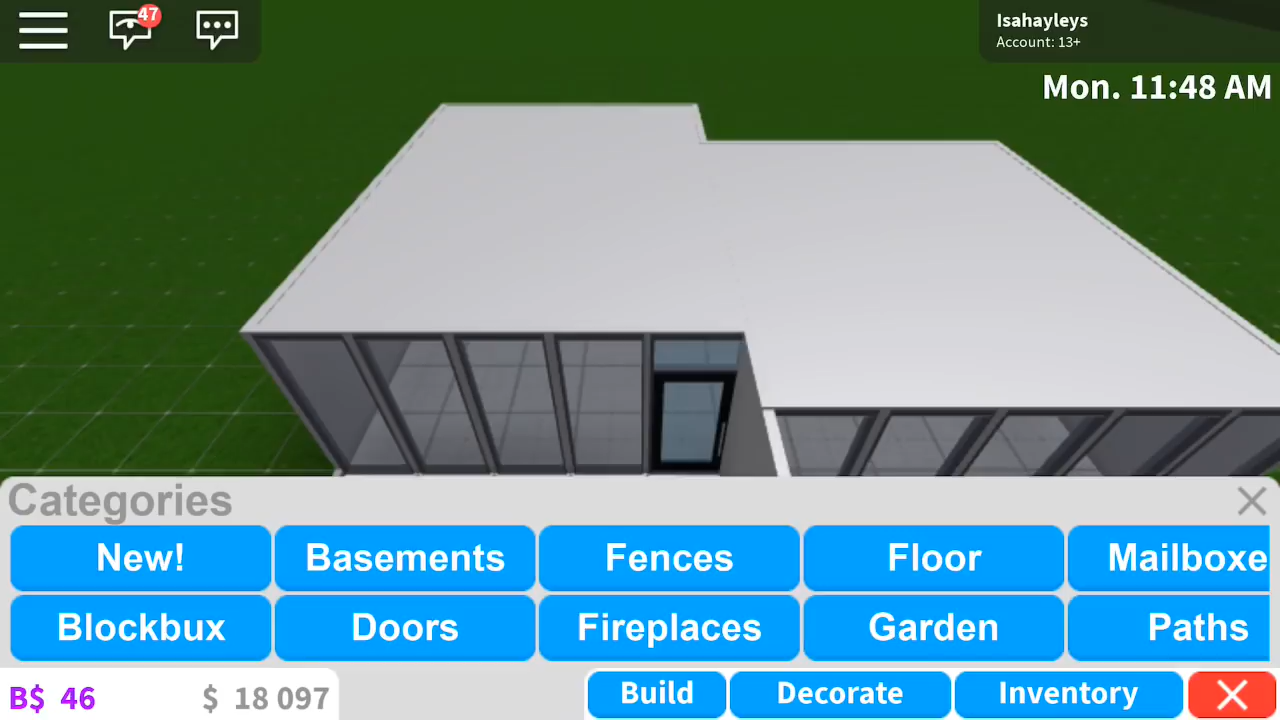 47
Isahayleys
Account: 13+
Mon. 11:48 AM
Categories
New! Basements Fences Floor Mailboxe
Blockbux Doors Fireplaces Garden Paths
B$ 46 $ 18 097 Build Decorate Inventory